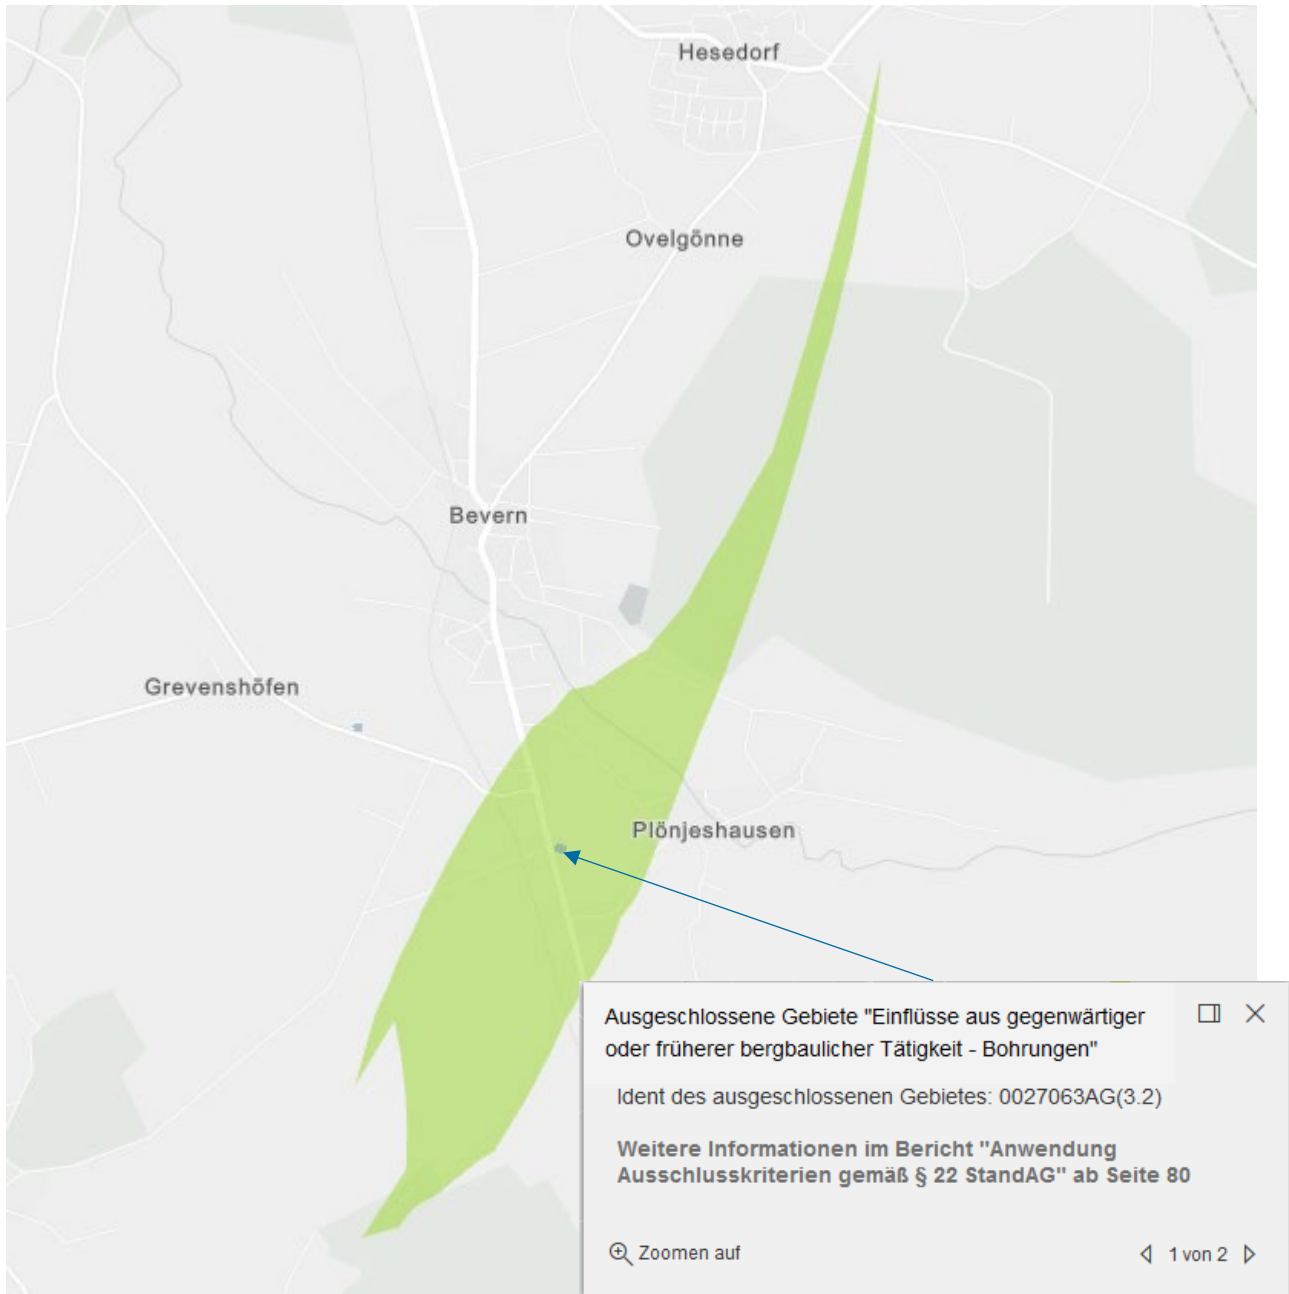 Hesedorf
Ovelgönne
Bevern
Grevenshöfen
Plönjeshausen
Ausgeschlossene Gebiete "Einflüsse aus gegenwärtiger
oder früherer bergbaulicher Tätigkeit - Bohrungen"
Ident des ausgeschlossenen Gebietes: 0027063AG(3.2)
Weitere Informationen im Bericht "Anwendung
Ausschlusskriterien gemäß § 22 StandAG" ab Seite 80
Zoomen auf
1 von 2